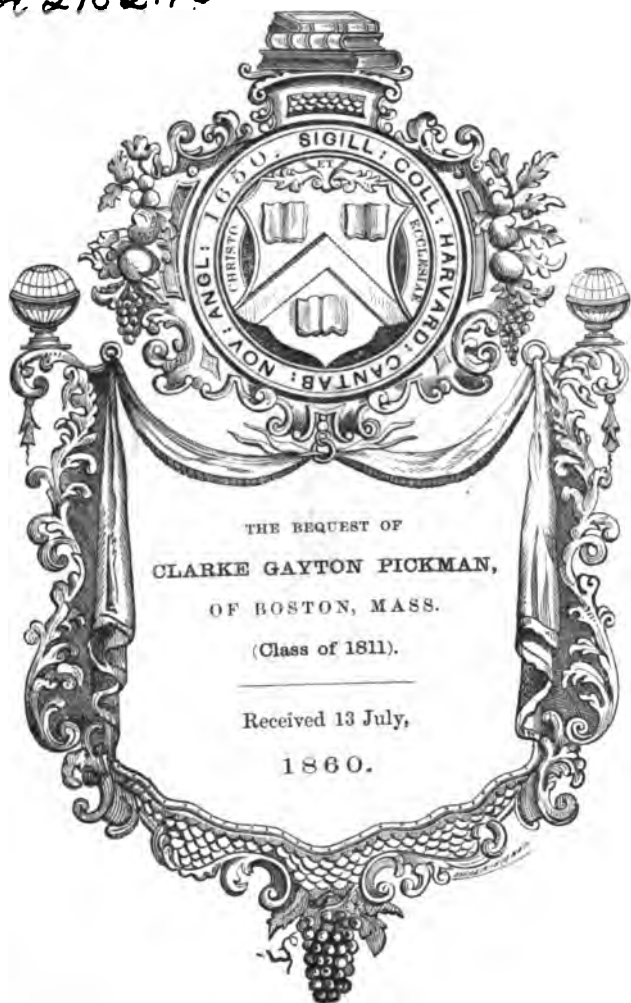 SIGILL: COLL: HARVARD: CANTAB: NOV: ANGL: 1650.
CHRISTO
ET
ECCLESIAE
THE BEQUEST OF
CLARKE GAYTON PICKMAN,
OF BOSTON, MASS.
(Class of 1811).
Received 13 July,
1860.